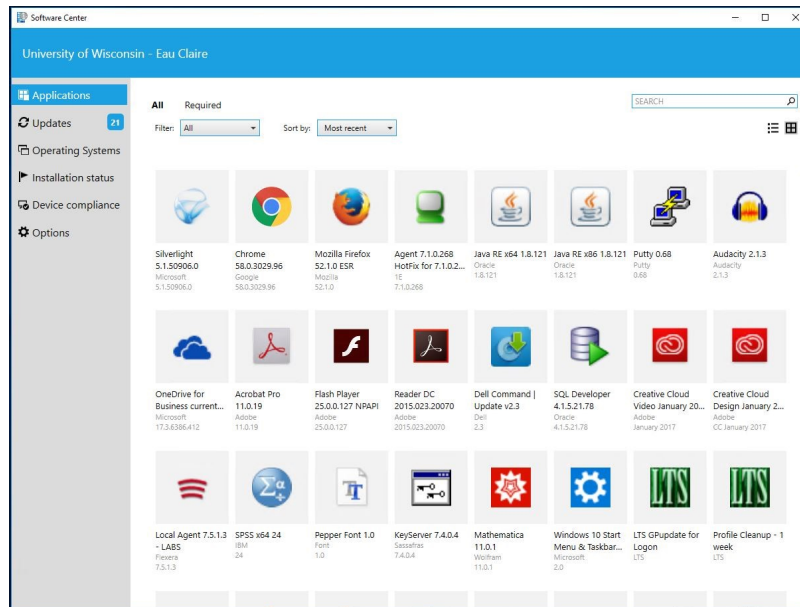 Software Center
University of Wisconsin - Eau Claire
Applications
Updates
21
Operating Systems
Installation status
Device compliance
Options
All Required
SEARCH
Filter: All Sort by: Most recent
Silverlight
5.1.50906.0
Microsoft
5.1.50906.0
Chrome
58.0.3029.96
Google
58.0.3029.96
Mozilla Firefox
52.1.0 ESR
Mozilla
52.1.0
Agent 7.1.0.268
HotFix for 7.1.0.2...
1E
7.1.0.268
Java RE x64 1.8.121
Oracle
1.8.121
Java RE x86 1.8.121
Oracle
1.8.121
Putty 0.68
Putty
0.68
Audacity 2.1.3
Audacity
2.1.3
OneDrive for
Business current...
Microsoft
17.3.6386.412
Acrobat Pro
11.0.19
Adobe
11.0.19
Flash Player
25.0.0.127 NPAPI
Adobe
25.0.0.127
Reader DC
2015.023.20070
Adobe
2015.023.20070
Dell Command |
Update v2.3
Dell
2.3
SQL Developer
4.1.5.21.78
Oracle
4.1.5.21.78
Creative Cloud
Video January 20...
Adobe
January 2017
Creative Cloud
Design January 2...
Adobe
CC January 2017
Σα
TT
LTS
LTS
Local Agent 7.5.1.3
- LABS
Flexera
7.5.1.3
SPSS x64 24
IBM
24
Pepper Font 1.0
Font
1.0
KeyServer 7.4.0.4
Sassafras
7.4.0.4
Mathematica
11.0.1
Wolfram
11.0.1
Windows 10 Start
Menu & Taskbar...
Microsoft
2.0
LTS GPupdate for
Logon
LTS
Profile Cleanup - 1
week
LTS